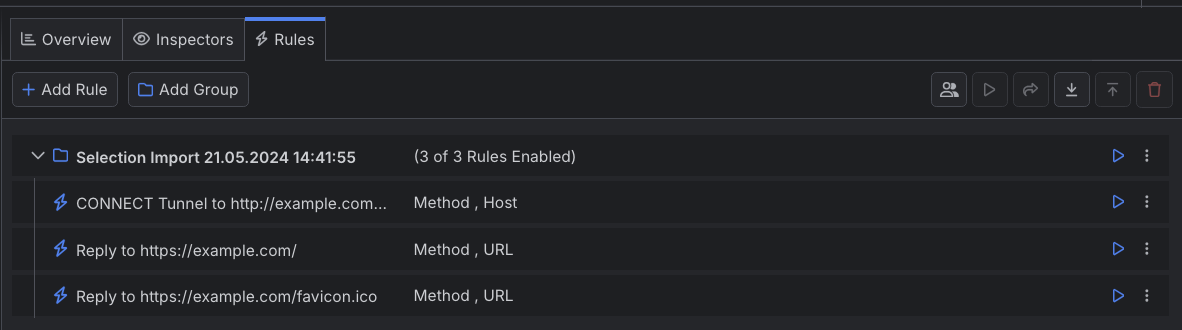 Overview Inspectors Rules
Add Rule Add Group
Selection Import 21.05.2024 14:41:55 (3 of 3 Rules Enabled)
CONNECT Tunnel to http://example.com... Method , Host
Reply to https://example.com/ Method , URL
Reply to https://example.com/favicon.ico Method , URL